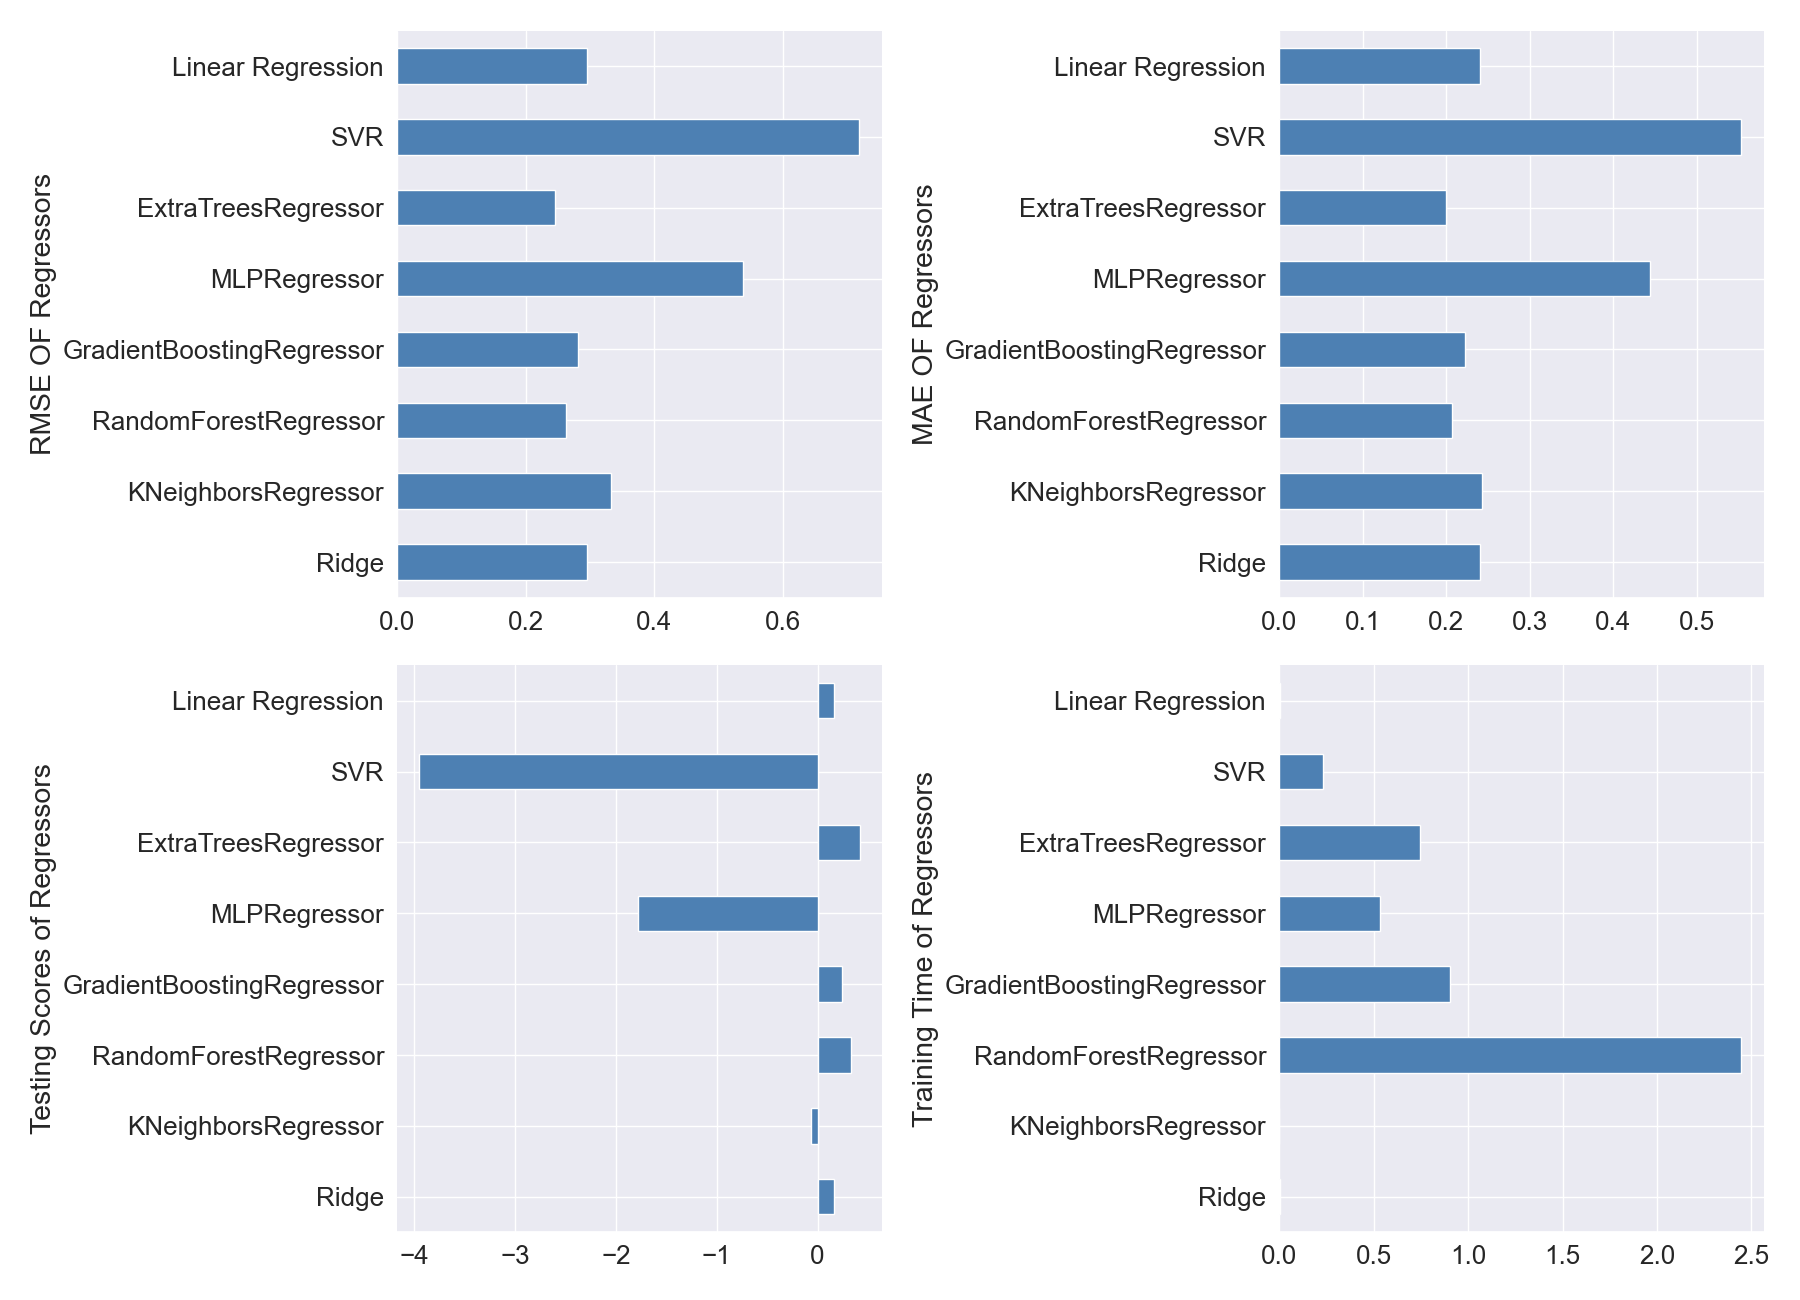 RMSE OF Regressors
Linear Regression
SVR
ExtraTreesRegressor
MLPRegressor
GradientBoostingRegressor
RandomForestRegressor
KNeighborsRegressor
Ridge
0.0 0.2 0.4 0.6
MAE OF Regressors
Linear Regression
SVR
ExtraTreesRegressor
MLPRegressor
GradientBoostingRegressor
RandomForestRegressor
KNeighborsRegressor
Ridge
0.0 0.1 0.2 0.3 0.4 0.5
Testing Scores of Regressors
Linear Regression
SVR
ExtraTreesRegressor
MLPRegressor
GradientBoostingRegressor
RandomForestRegressor
KNeighborsRegressor
Ridge
−4 −3 −2 −1 0
Training Time of Regressors
Linear Regression
SVR
ExtraTreesRegressor
MLPRegressor
GradientBoostingRegressor
RandomForestRegressor
KNeighborsRegressor
Ridge
0.0 0.5 1.0 1.5 2.0 2.5